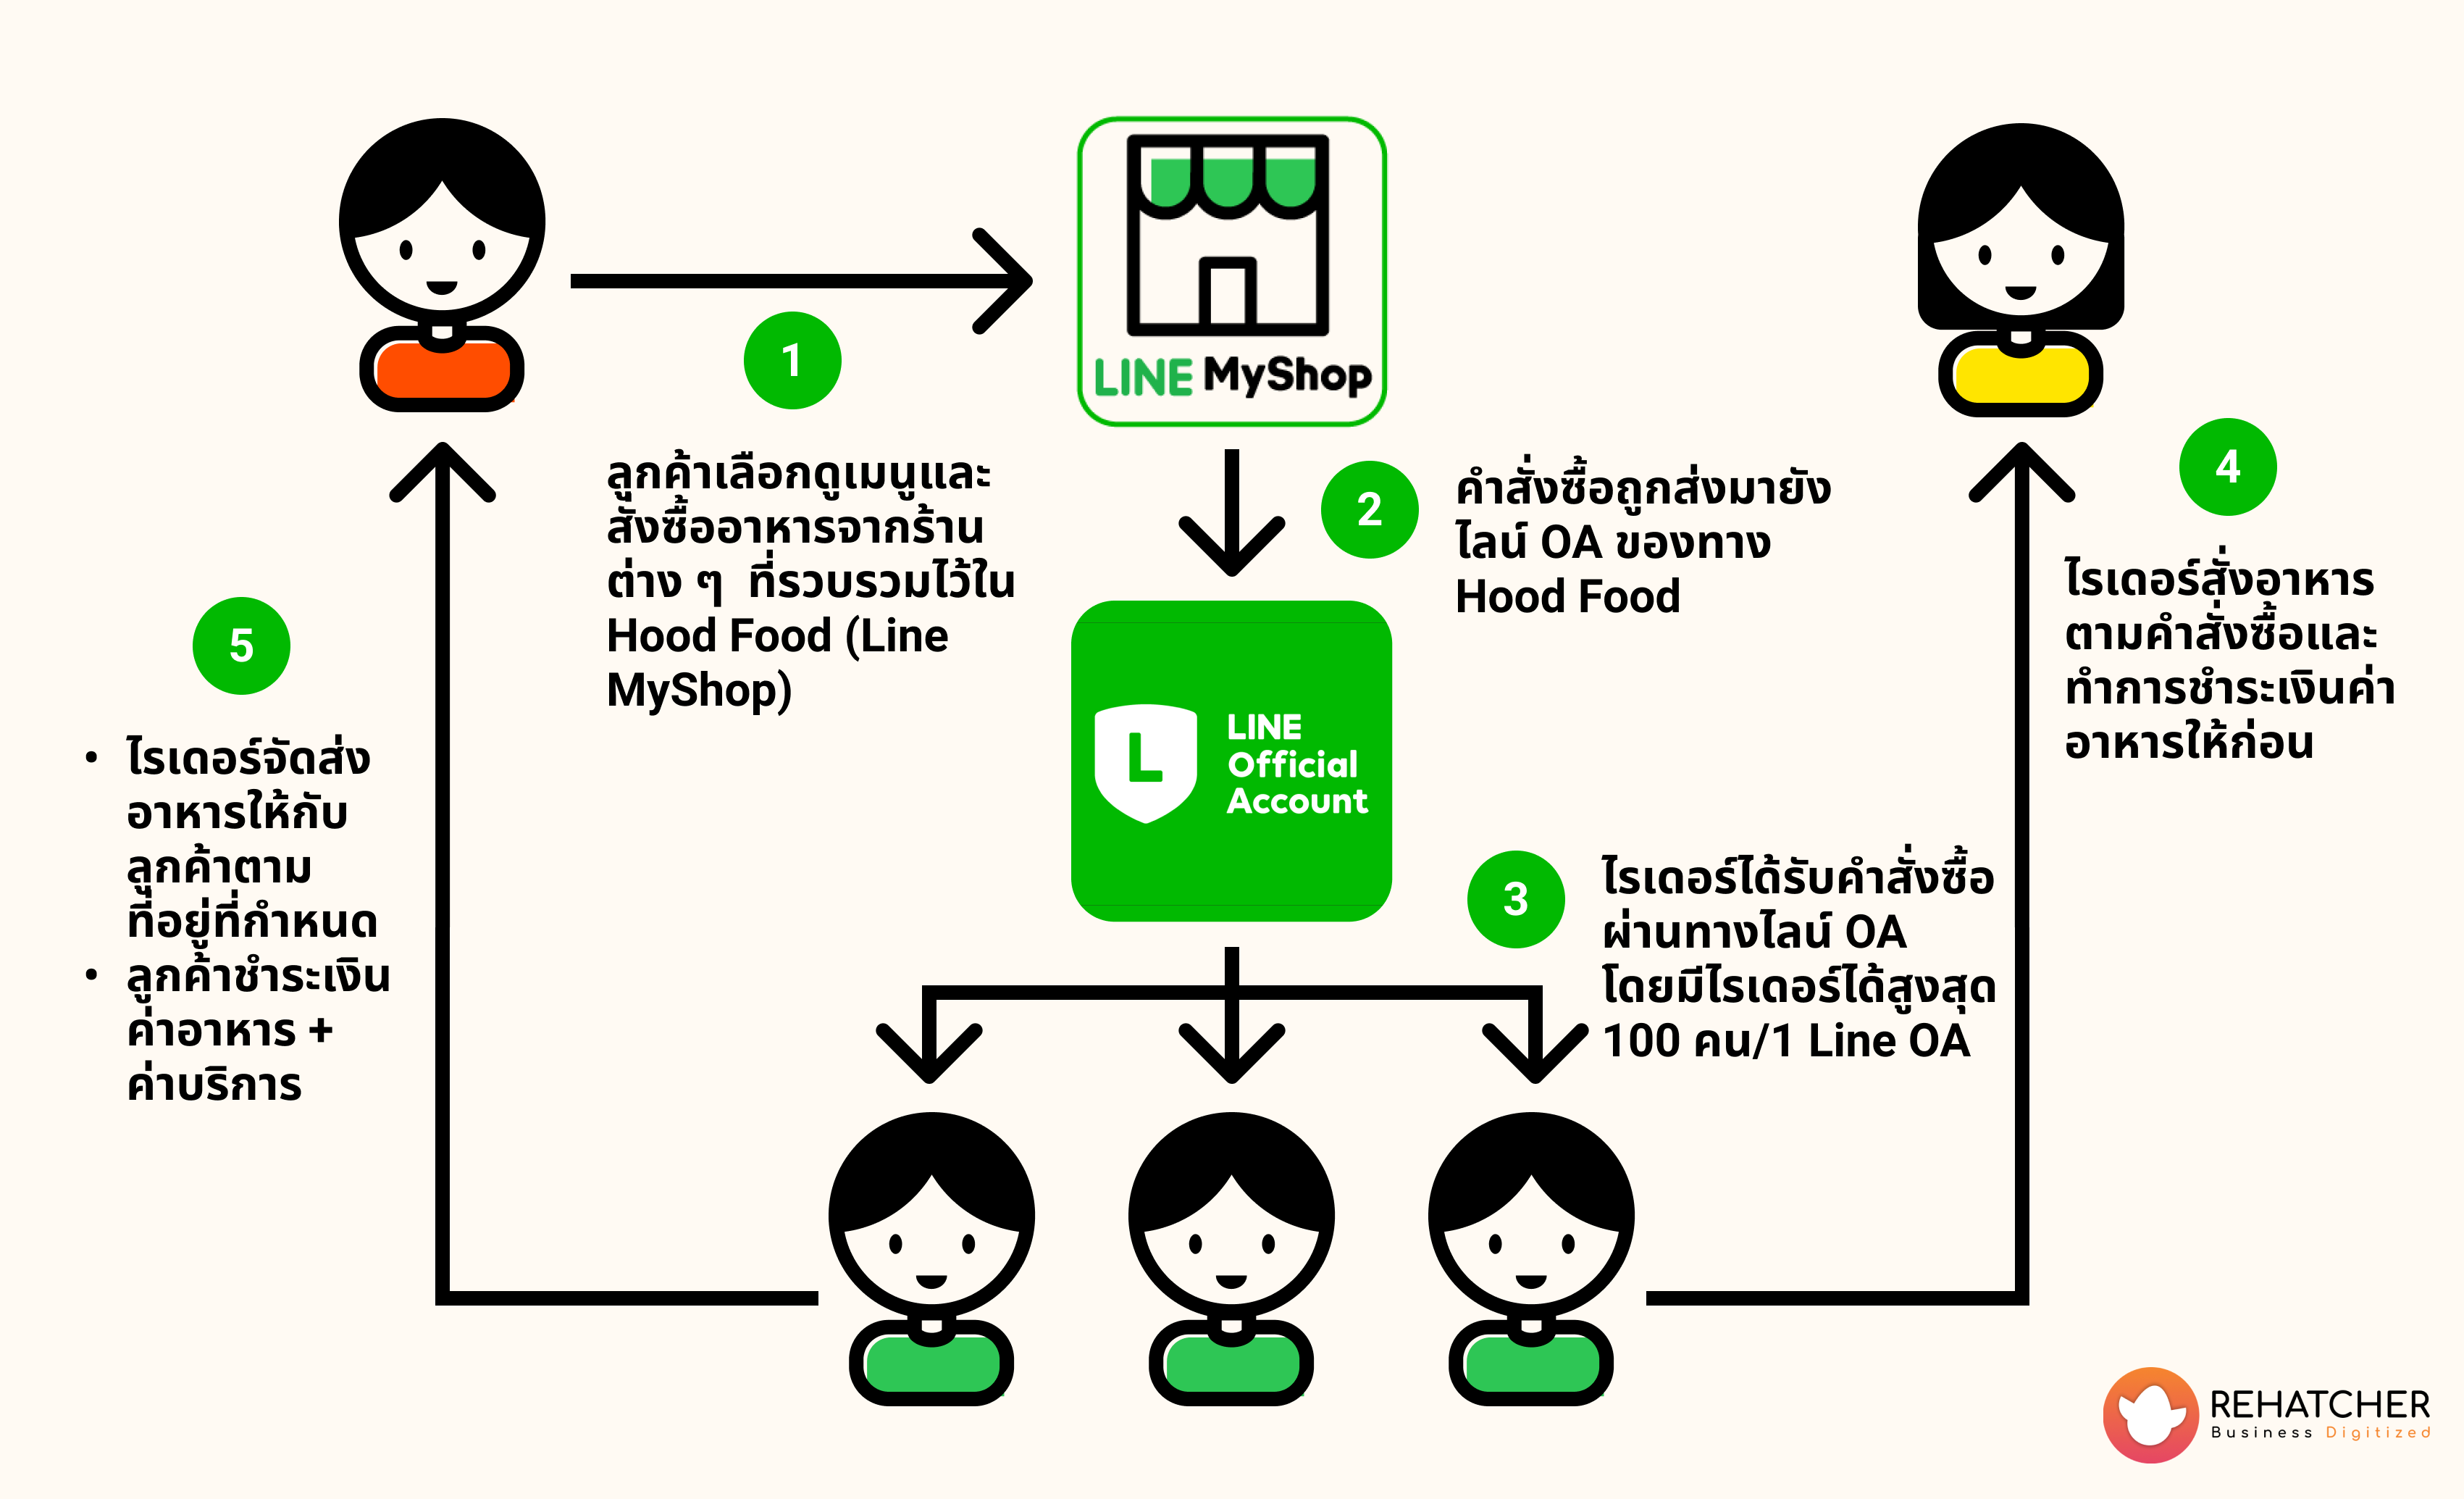 LINE MyShop
1
ลูกค้าเลือกดูเมนูและ
สั่งซื้ออาหารจากร้าน
ต่าง ๆ  ที่รวบรวมไว้ใน
Hood Food (Line
MyShop)
2
คำสั่งซื้อถูกส่งมายัง
ไลน์ OA ของทาง
Hood Food
LINE
Official
Account
L
3
ไรเดอร์ได้รับคำสั่งซื้อ
ผ่านทางไลน์ OA
โดยมีไรเดอร์ได้สูงสุด
100 คน/1 Line OA
4
ไรเดอร์สั่งอาหาร
ตามคำสั่งซื้อและ
ทำการชำระเงินค่า
อาหารให้ก่อน
5
• ไรเดอร์จัดส่ง
อาหารให้กับ
ลูกค้าตาม
ที่อยู่ที่กำหนด
• ลูกค้าชำระเงิน
ค่าอาหาร +
ค่าบริการ
REHATCHER
Business Digitized